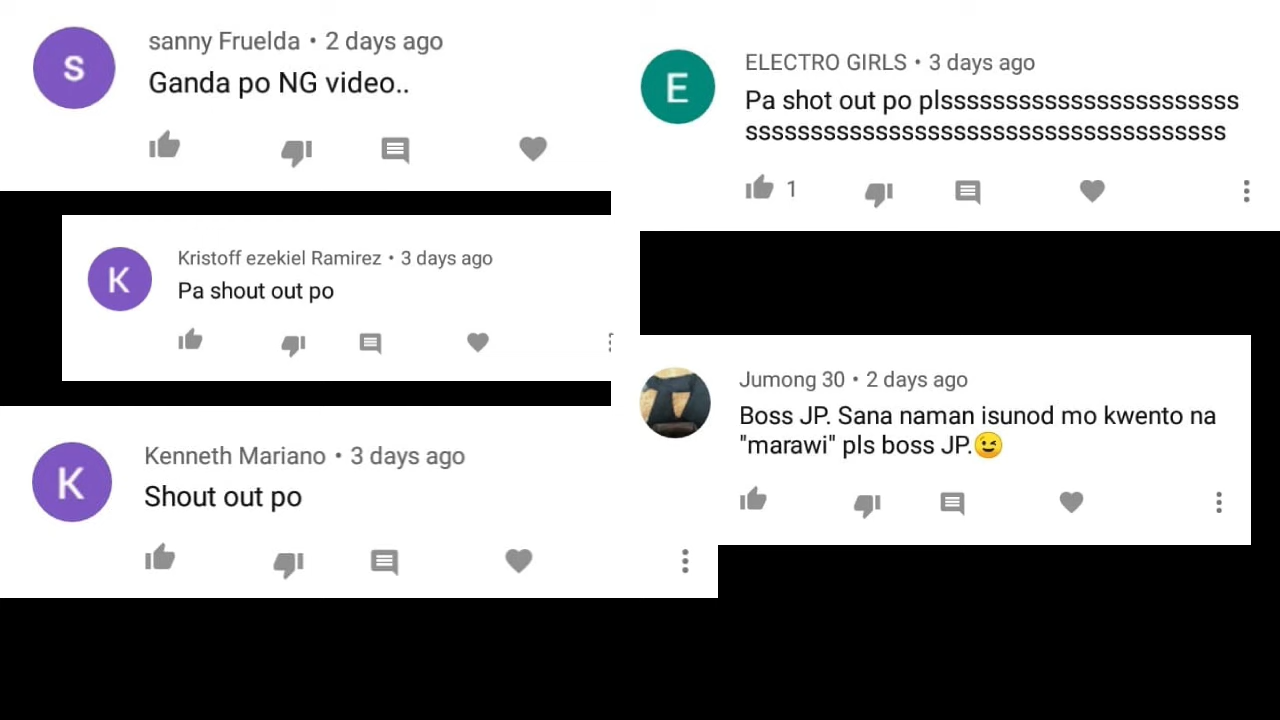 S
sanny Fruelda • 2 days ago
Ganda po NG video..
K
Kristoff ezekiel Ramirez • 3 days ago
Pa shout out po
K
Kenneth Mariano • 3 days ago
Shout out po
E
ELECTRO GIRLS • 3 days ago
Pa shot out po plsssssssssssssssssssssss
sssssssssssssssssssssssssssssssssssss
1
Jumong 30 • 2 days ago
Boss JP. Sana naman isunod mo kwento na
"marawi" pls boss JP.😉